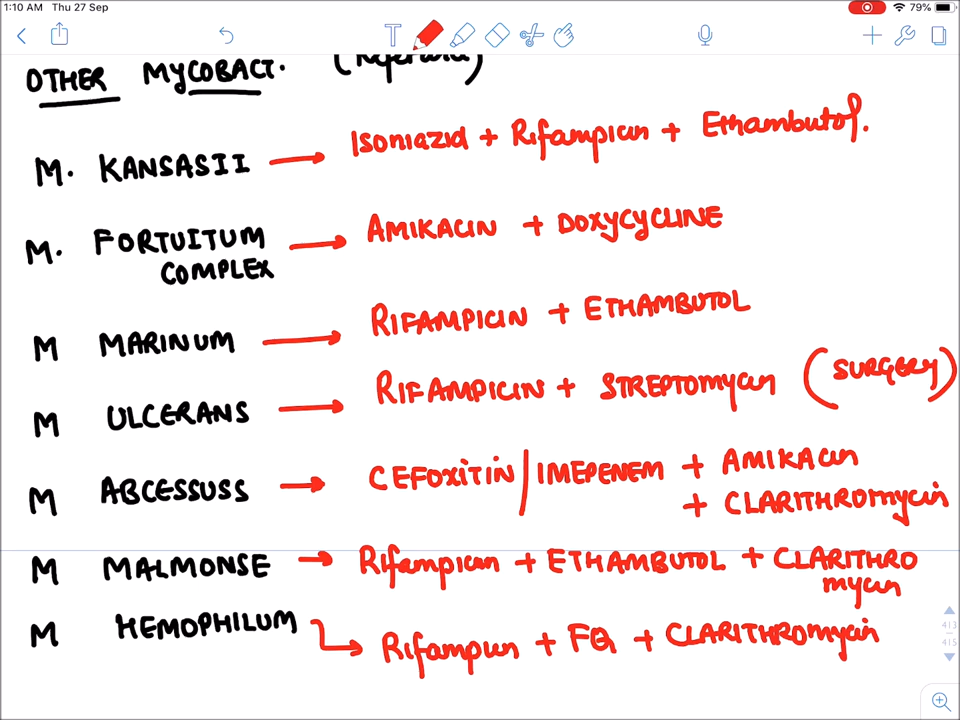 1:10 AM Thu 27 Sep 79%
OTHER MYCOBACT.
M. KANSASII → Isoniazid + Rifampicin + Ethambutol.
M. FORTUITUM COMPLEX → AMIKACIN + DOXYCYCLINE
M MARINUM → RIFAMPICIN + ETHAMBUTOL
M ULCERANS → RIFAMPICIN + STREPTOMYCIN (SURGERY)
M ABCESSUSS → CEFOXITIN/IMEPENEM + AMIKACIN
+ CLARITHROMYCIN
M MALMONSE → Rifampicin + ETHAMBUTOL + CLARITHRO
mycin
M HEMOPHILUM
Rifampicin + FQ + CLARITHROMYCIN
413
415